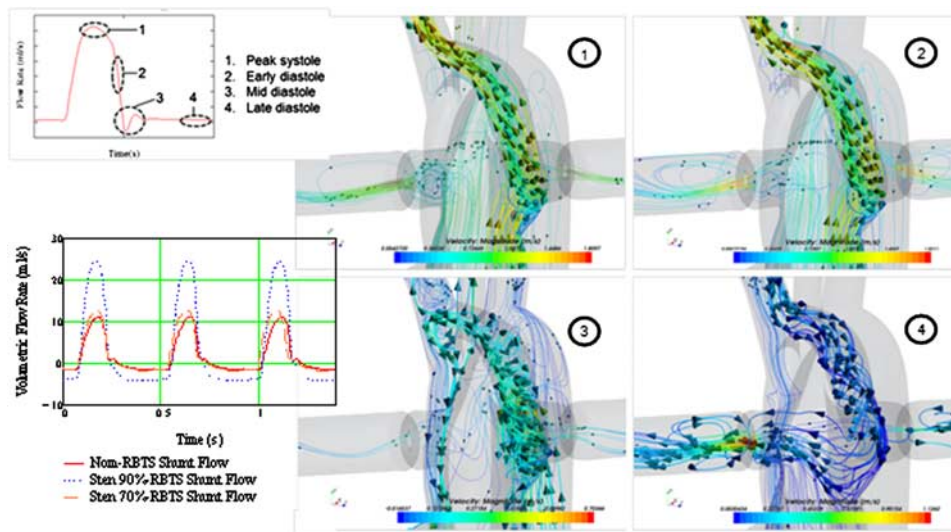 Flow Rate (ml/s)
1
2
3
4
Time(s)
1. Peak systole
2. Early diastole
3. Mid diastole
4. Late diastole
Volumetric Flow Rate (ml/s)
30
20
10
0
−10
0
0.5
1
Time (s)
Nom-RBTS Shunt Flow
Sten 90%-RBTS Shunt Flow
Sten 70%-RBTS Shunt Flow
1
Velocity: Magnitude (m/s)
2
Velocity: Magnitude (m/s)
3
Velocity: Magnitude (m/s)
4
Velocity: Magnitude (m/s)